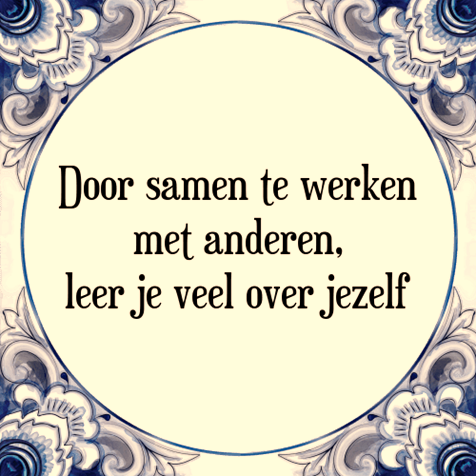 Door samen te werken
met anderen,
leer je veel over jezelf